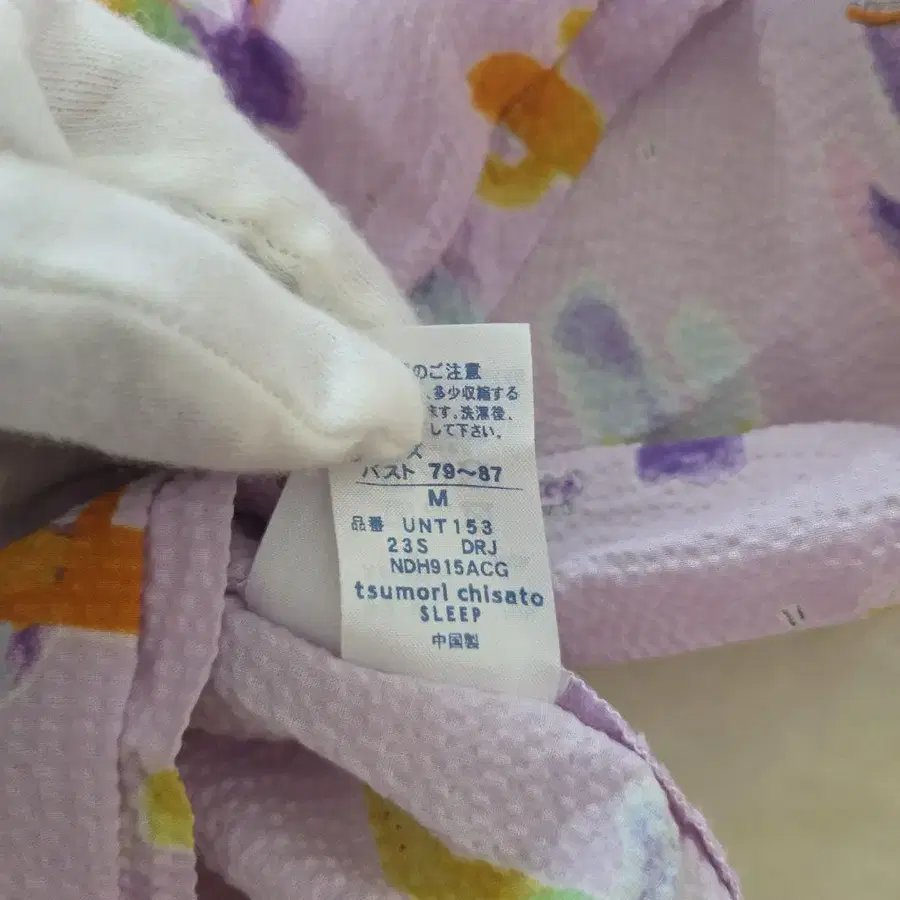 のご注意
、多少収縮する
ます。洗濯後、
して下さい。
ズ
バスト 79〜87
M
品番 UNT153
23S DRJ
NDH915ACG
tsumori chisato
SLEEP
中国製